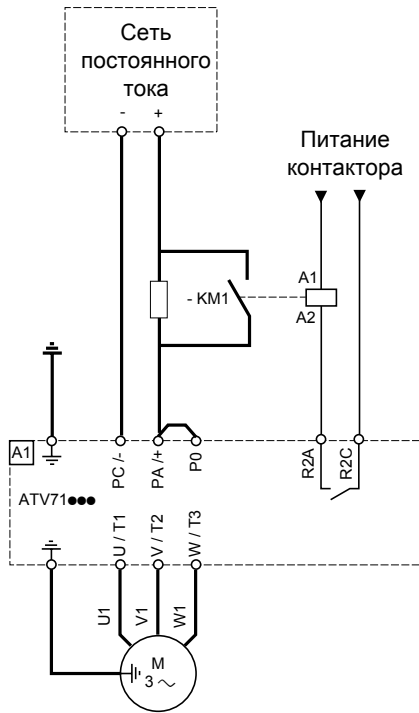 Сеть
постоянного
тока
- +
Питание
контактора
A1
- KM1
A2
A1
PC /-
PA /+
P0
R2A
R2C
ATV71●●●
U / T1
V / T2
W / T3
U1
V1
W1
M
3 ~